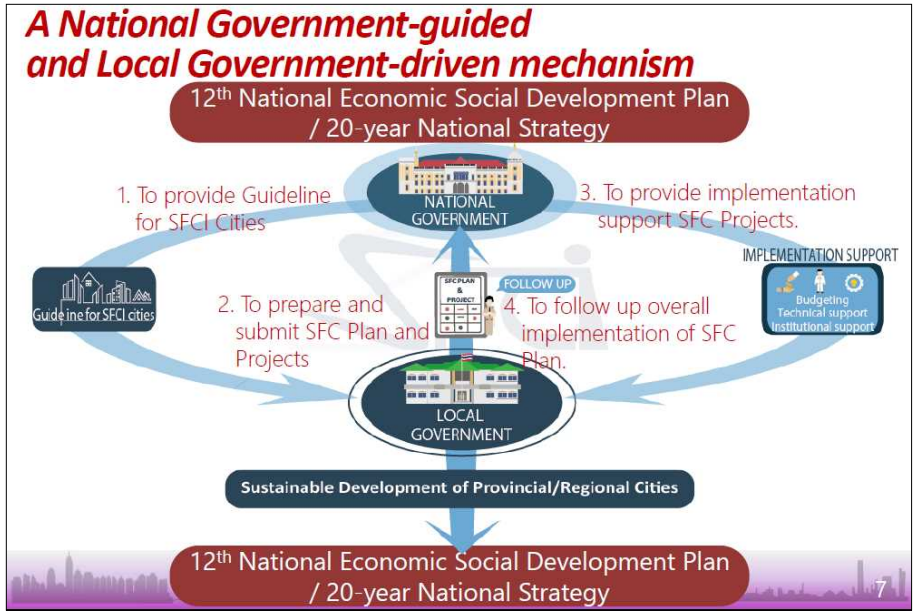 A National Government-guided
and Local Government-driven mechanism
12th National Economic Social Development Plan
/ 20-year National Strategy
NATIONAL
GOVERNMENT
1. To provide Guideline
for SFCI Cities
3. To provide implementation
support SFC Projects.
Guideline for SFCI cities
IMPLEMENTATION SUPPORT
Budgeting
Technical support
Institutional support
2. To prepare and
submit SFC Plan and
Projects
SFC PLAN
&
PROJECT
FOLLOW UP
4. To follow up overall
implementation of SFC
Plan.
LOCAL
GOVERNMENT
Sustainable Development of Provincial/Regional Cities
12th National Economic Social Development Plan
/ 20-year National Strategy
7